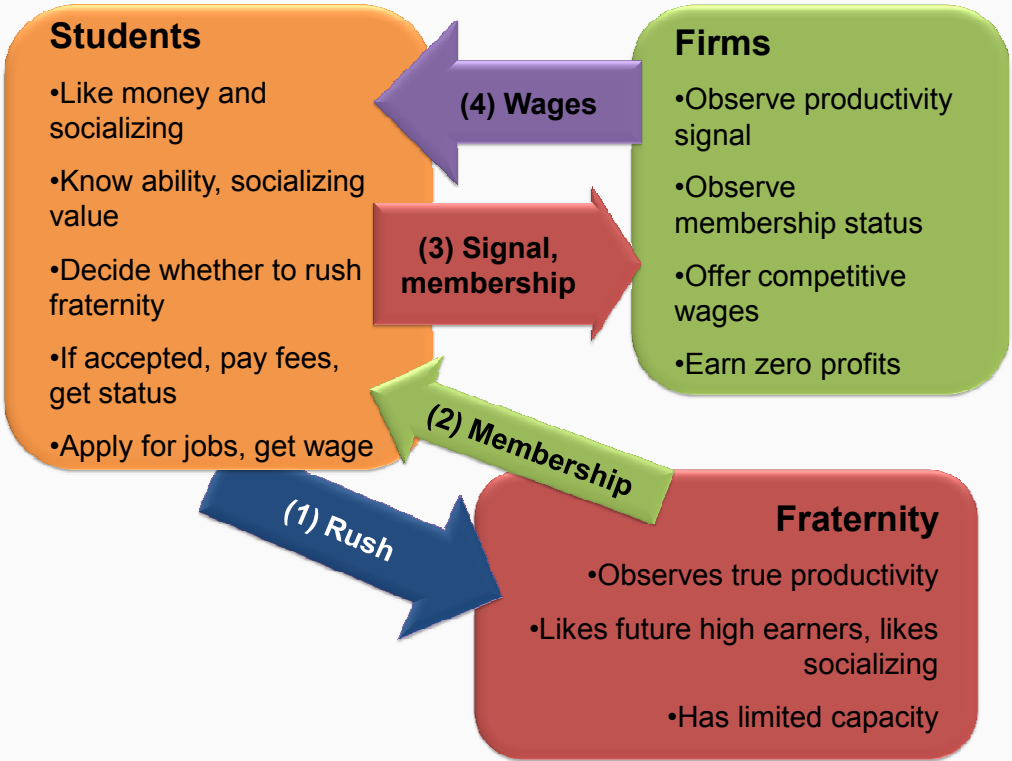 Students
•Like money and
socializing
•Know ability, socializing
value
•Decide whether to rush
fraternity
•If accepted, pay fees,
get status
•Apply for jobs, get wage
(4) Wages
(3) Signal,
membership
Firms
•Observe productivity
signal
•Observe
membership status
•Offer competitive
wages
•Earn zero profits
(2) Membership
(1) Rush
Fraternity
•Observes true productivity
•Likes future high earners, likes
socializing
•Has limited capacity